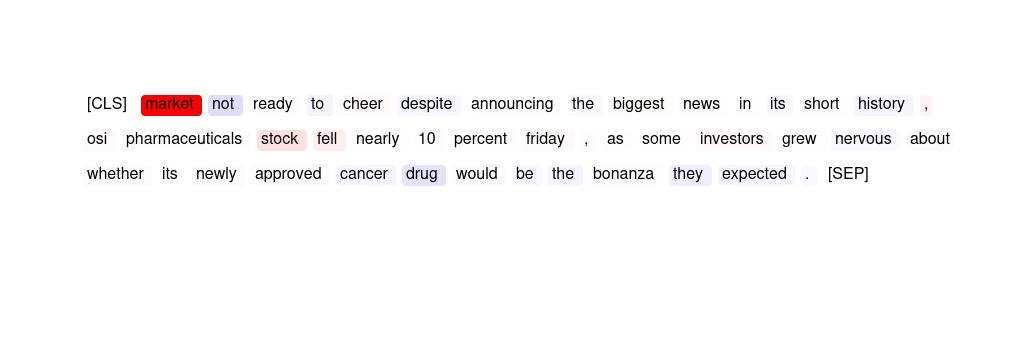 [CLS] market not ready to cheer despite announcing the biggest news in its short history ,
osi pharmaceuticals stock fell nearly 10 percent friday , as some investors grew nervous about
whether its newly approved cancer drug would be the bonanza they expected . [SEP]